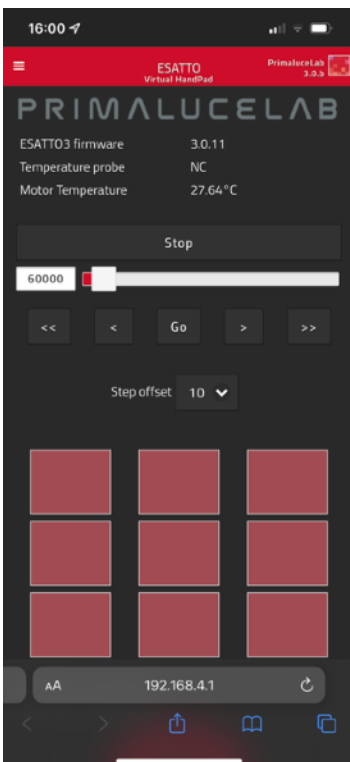 16:00
ESATTO
Virtual HandPad
PrimaluceLab
3.0.b
PRIMALUCELAB
ESATTO3 firmware 3.0.11
Temperature probe NC
Motor Temperature 27.64°C
Stop
60000
<< < Go > >>
Step offset 10
AA 192.168.4.1